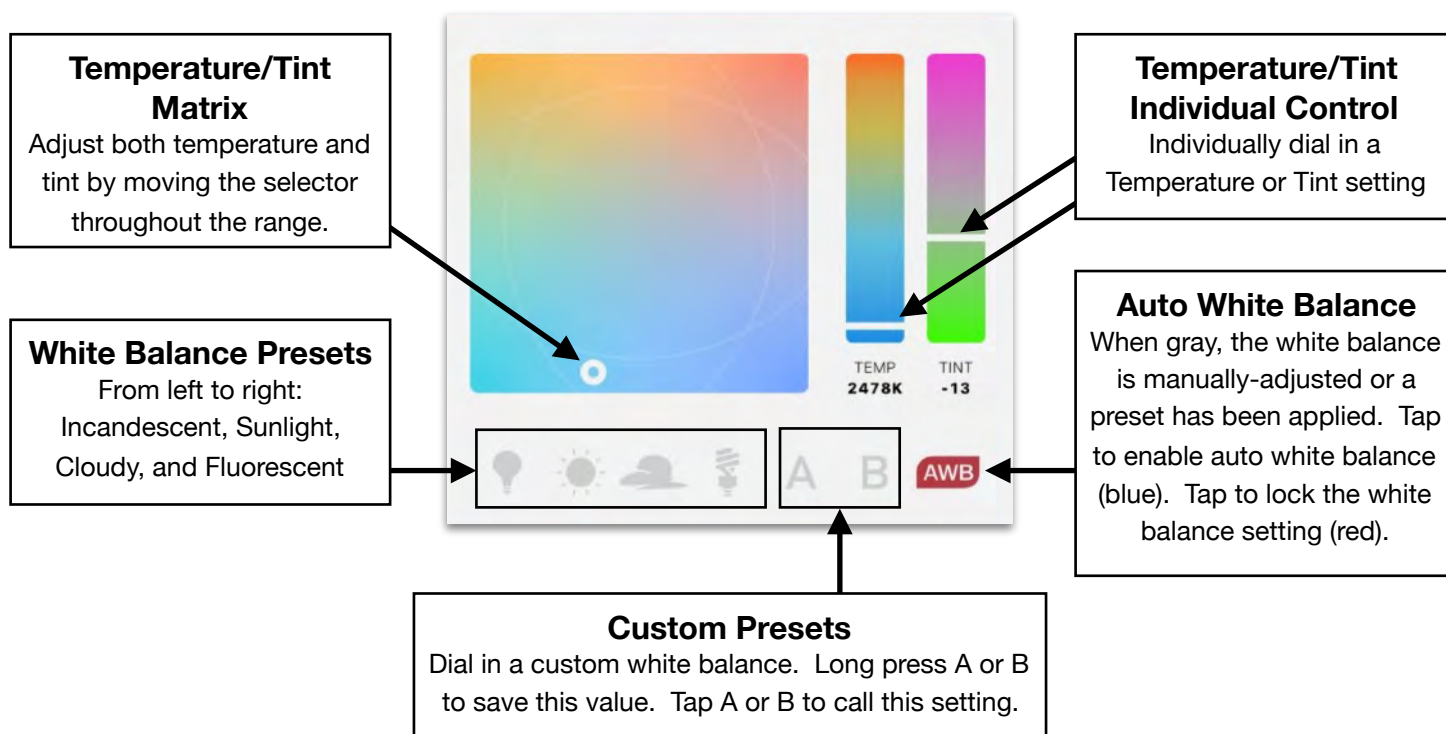 Temperature/Tint
Matrix
Adjust both temperature and
tint by moving the selector
throughout the range.
White Balance Presets
From left to right:
Incandescent, Sunlight,
Cloudy, and Fluorescent
TEMP
2478K
TINT
-13
A
B
AWB
Temperature/Tint
Individual Control
Individually dial in a
Temperature or Tint setting
Auto White Balance
When gray, the white balance
is manually-adjusted or a
preset has been applied. Tap
to enable auto white balance
(blue). Tap to lock the white
balance setting (red).
Custom Presets
Dial in a custom white balance. Long press A or B
to save this value. Tap A or B to call this setting.